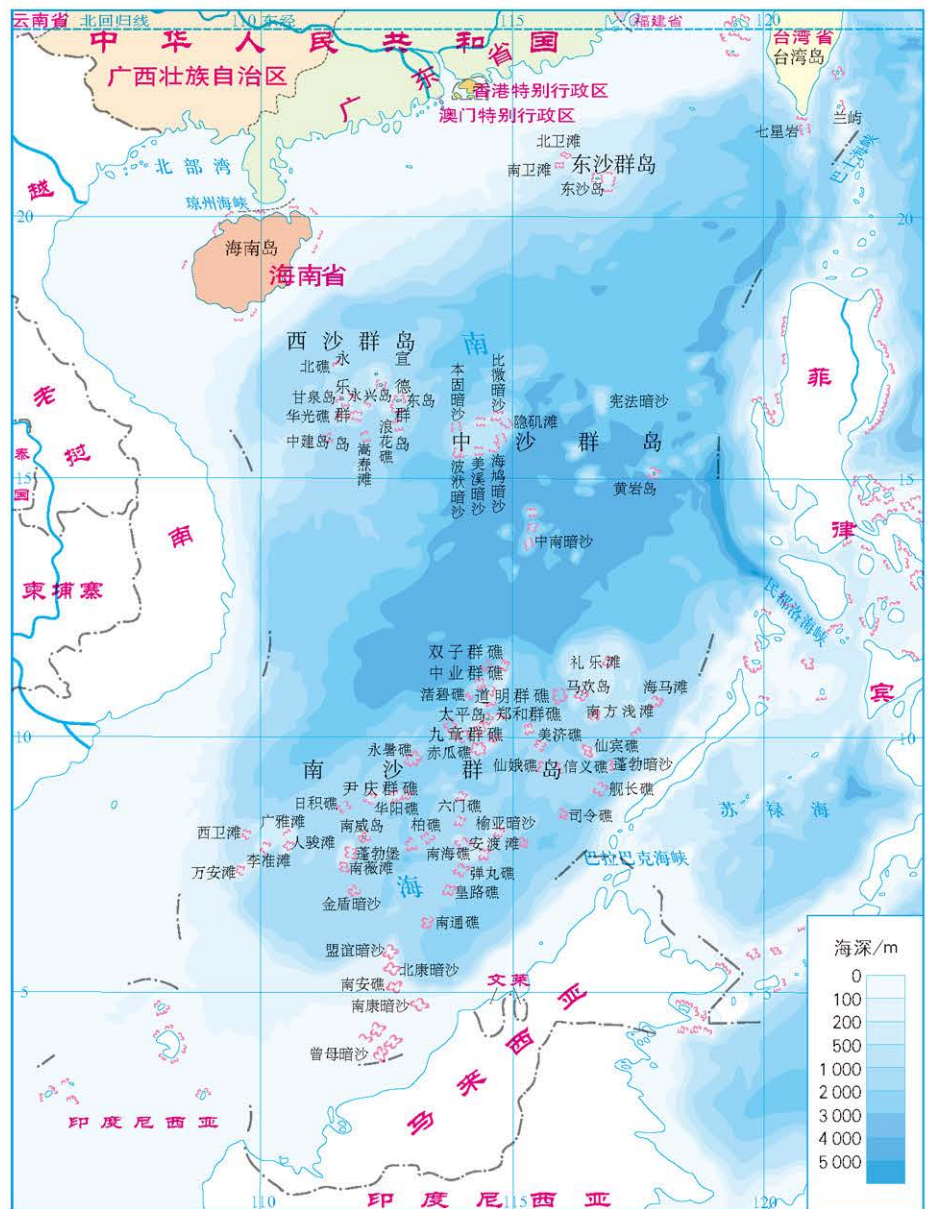 云南省
北回归线
110 东经
115
福建省
120
中华人民共和国
台湾省
台湾岛
广西壮族自治区
广东省
香港特别行政区
澳门特别行政区
七星岩
兰屿
巴士海峡
北卫滩
南卫滩
东沙群岛
东沙岛
北部湾
琼州海峡
越南
20
20
海南岛
海南省
西沙群岛
南海
北礁
永乐群岛
宣德群岛
甘泉岛
永兴岛
东岛
华光礁
中建岛
浪花礁
嵩焘滩
本固暗沙
比微暗沙
隐矶滩
宪法暗沙
中沙群岛
波洑暗沙
美溪暗沙
海鸠暗沙
黄岩岛
中南暗沙
老挝
泰国
15
15
柬埔寨
菲律宾
民都洛海峡
双子群礁
中业群礁
渚碧礁
道明群礁
太平岛
郑和群礁
九章群礁
永暑礁
赤瓜礁
礼乐滩
马欢岛
海马滩
南方浅滩
美济礁
仙宾礁
仙娥礁
信义礁
蓬勃暗沙
10
10
南沙群岛
舰长礁
尹庆群礁
日积礁
华阳礁
六门礁
司令礁
苏禄海
西卫滩
广雅滩
人骏滩
南威岛
柏礁
榆亚暗沙
万安滩
李准滩
蓬勃堡
南海礁
安渡滩
巴拉巴克海峡
南薇滩
弹丸礁
皇路礁
金盾暗沙
南通礁
盟谊暗沙
北康暗沙
南安礁
南康暗沙
曾母暗沙
文莱
5
5
马来西亚
印度尼西亚
印度尼西亚
110
115
120
海深/m
0
100
200
500
1 000
2 000
3 000
4 000
5 000